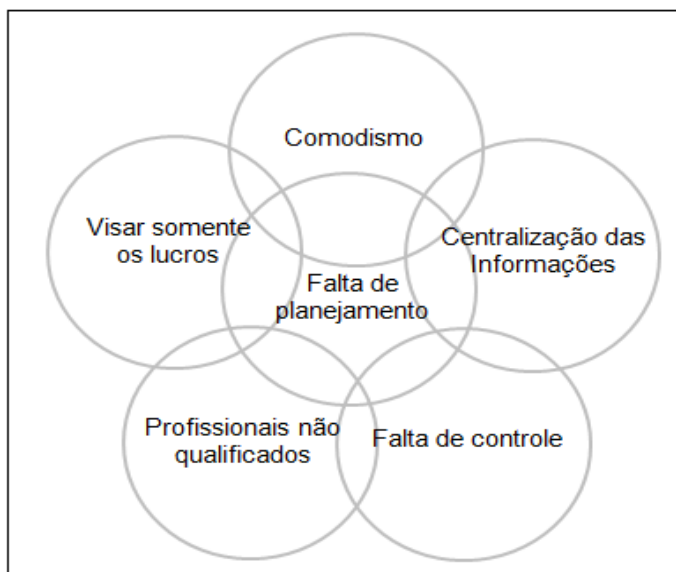 Comodismo
Visar somente
os lucros
Centralização das
Informações
Falta de
planejamento
Profissionais não
qualificados
Falta de controle